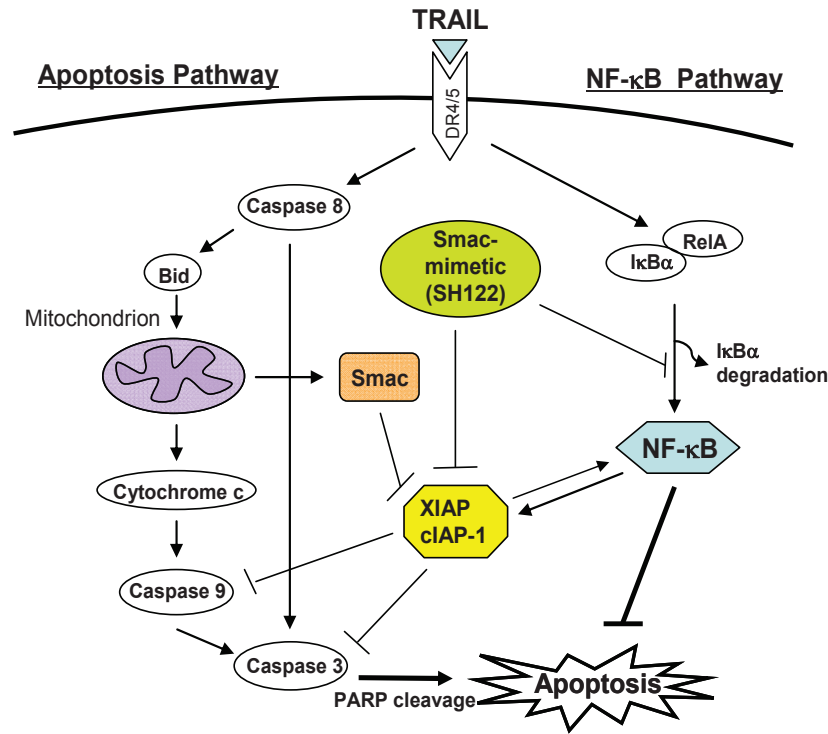 TRAIL
Apoptosis Pathway
NF-κB Pathway
DR4/5
Caspase 8
Smac-
mimetic
(SH122)
RelA
IκBα
Bid
Mitochondrion
Smac
IκBα
degradation
NF-κB
Cytochrome c
XIAP
cIAP-1
Caspase 9
Caspase 3
PARP cleavage
Apoptosis